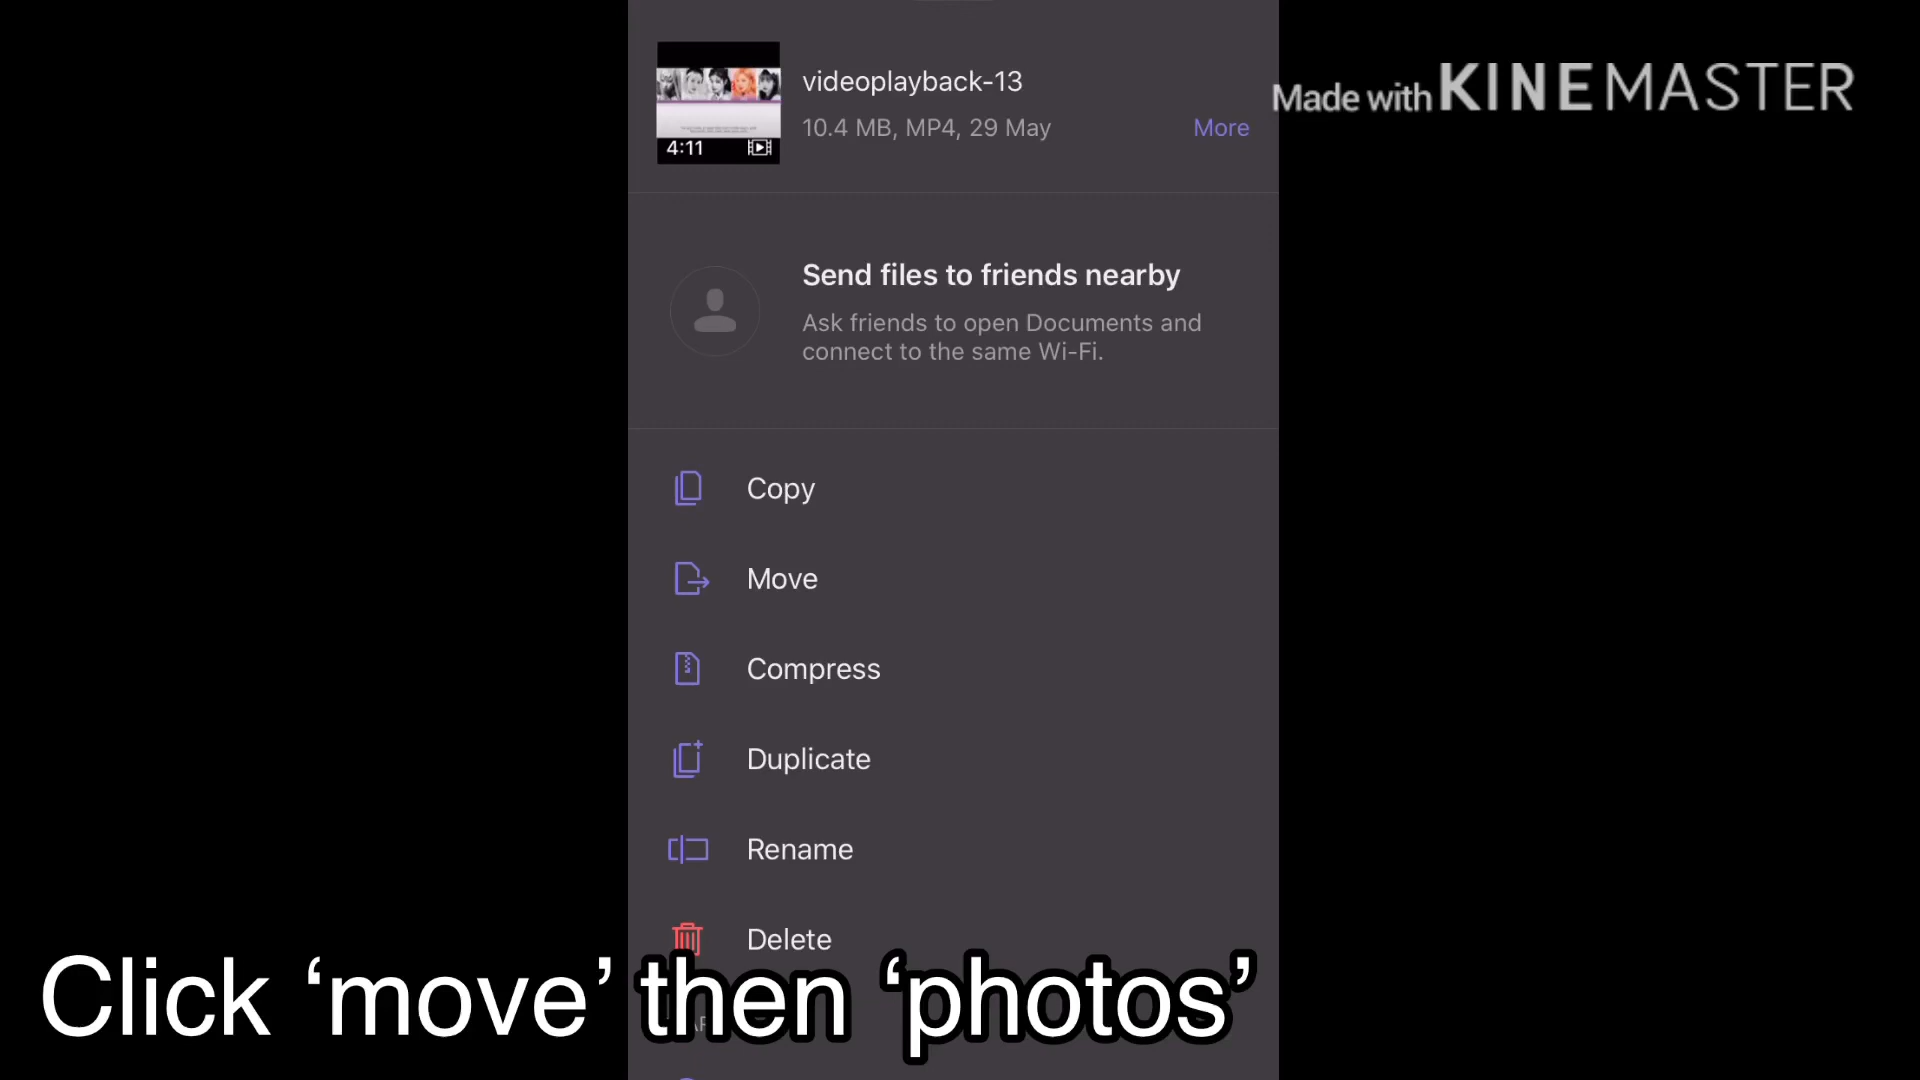 videoplayback-13
10.4 MB, MP4, 29 May
More
4:11
Made with KINEMASTER
Send files to friends nearby
Ask friends to open Documents and
connect to the same Wi-Fi.
Copy
Move
Compress
Duplicate
Rename
Delete
Click ‘move’ then ‘photos’